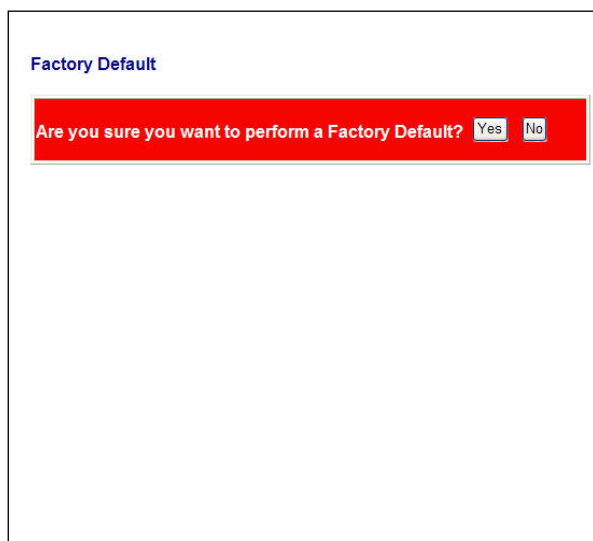 Factory Default
Are you sure you want to perform a Factory Default? Yes No